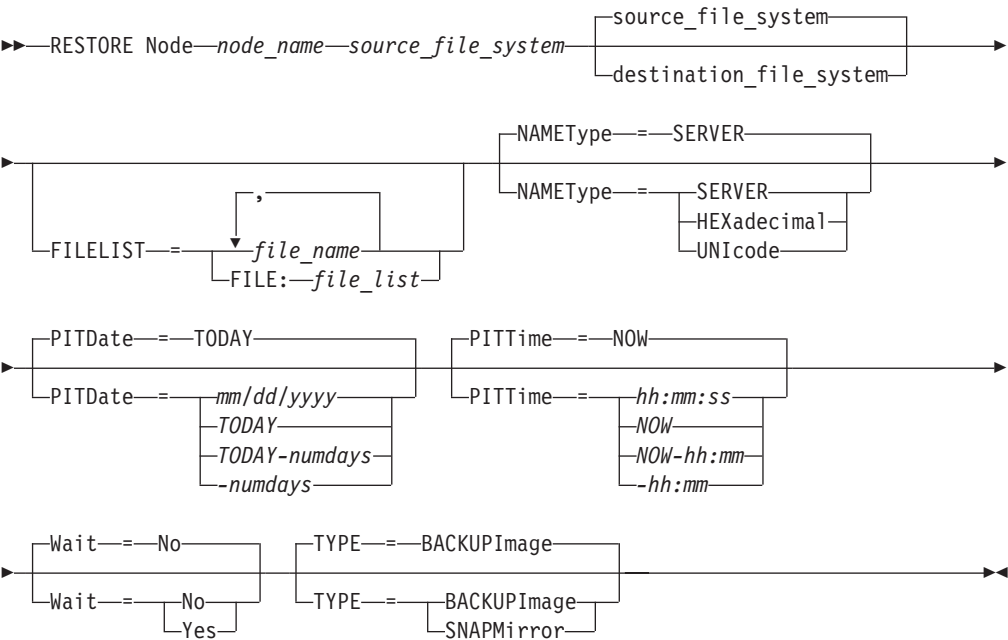 source_file_system
RESTORE Node node_name source_file_system
destination_file_system
NAMEType = SERVER
,
NAMEType = SERVER
HEXadecimal
UNIcode
FILELIST = file_name
FILE: file_list
PITDate = TODAY
PITTime = NOW
PITDate = mm/dd/yyyy
TODAY
TODAY-numdays
-numdays
PITTime = hh:mm:ss
NOW
NOW-hh:mm
-hh:mm
Wait = No
TYPE = BACKUPImage
Wait = No
Yes
TYPE = BACKUPImage
SNAPMirror